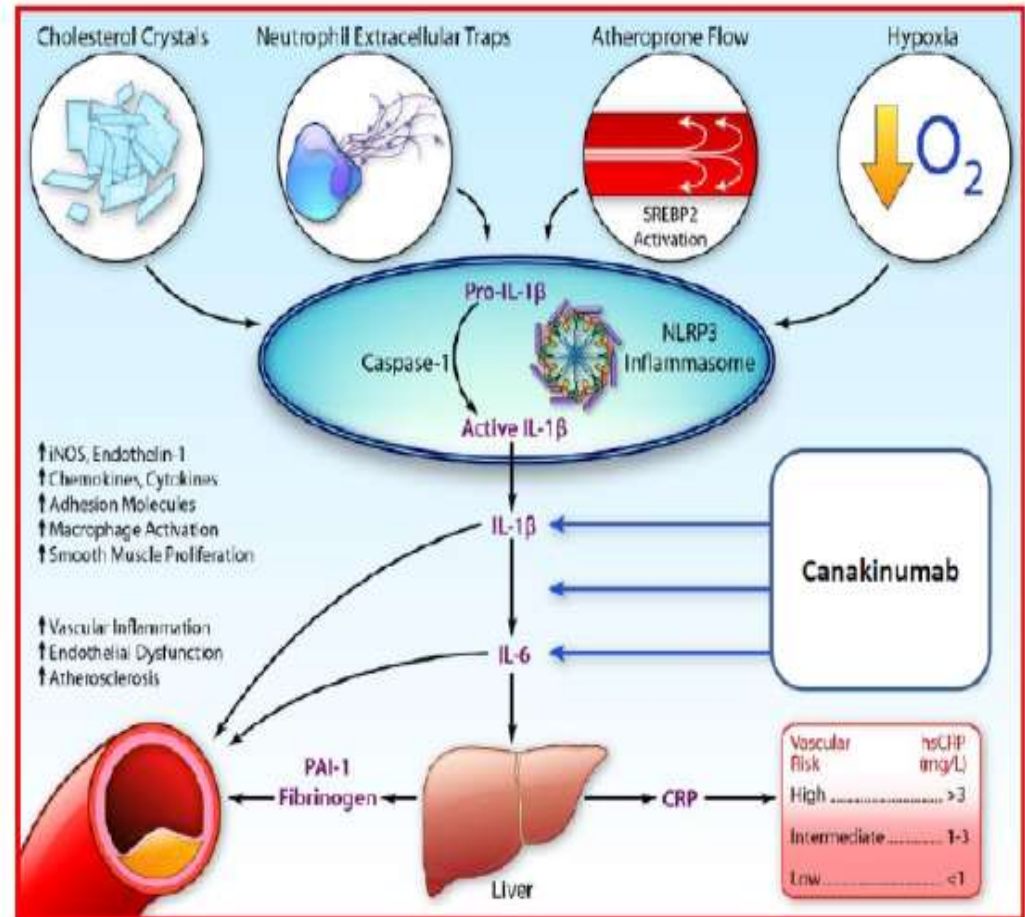 Cholesterol Crystals
Neutrophil Extracellular Traps
Atheroprone Flow
Hypoxia
SREBP2
Activation
O2
Pro-IL-1β
Caspase-1
NLRP3
Inflammasome
Active IL-1β
↑ iNOS, Endothelin-1
↑ Chemokines, Cytokines
↑ Adhesion Molecules
↑ Macrophage Activation
↑ Smooth Muscle Proliferation
IL-1β
Canakinumab
↑ Vascular Inflammation
↑ Endothelial Dysfunction
↑ Atherosclerosis
IL-6
PAI-1
Fibrinogen
Liver
CRP
Vascular hsCRP
Risk (mg/L)
High ........................ >3
Intermediate ........... 1-3
Low ........................ <1